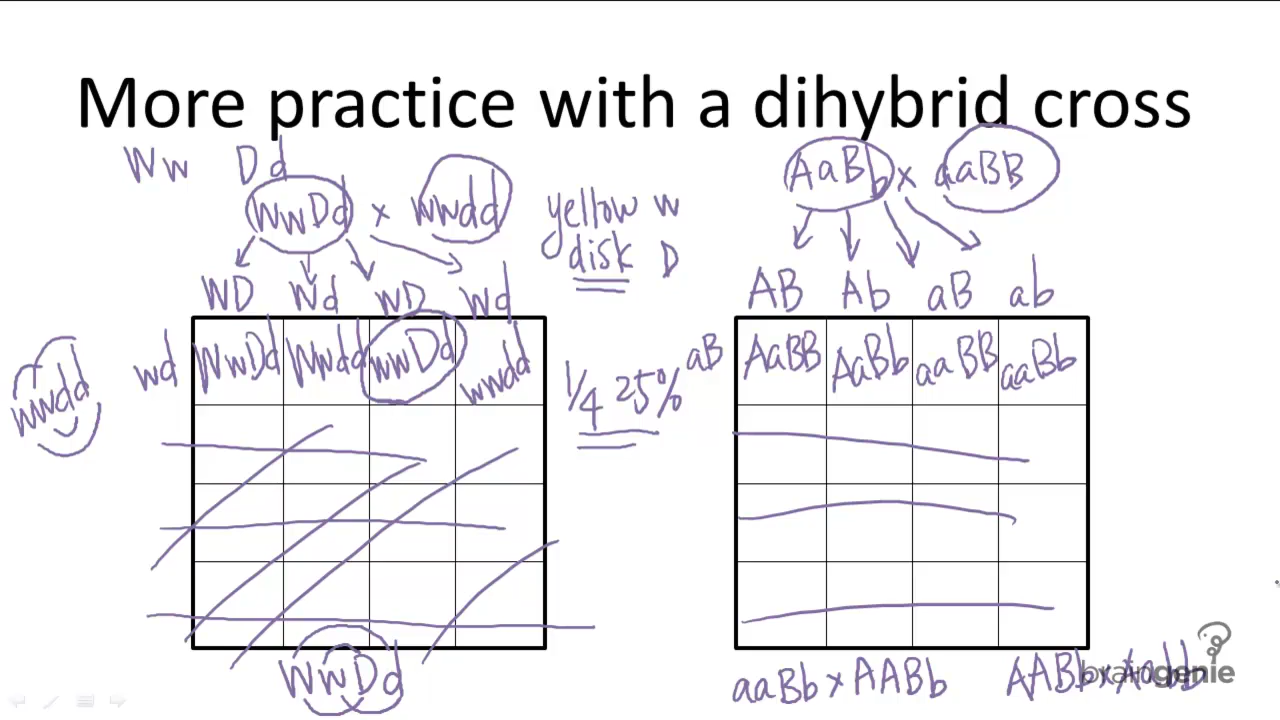 More practice with a dihybrid cross
Ww Dd
WwDd x wwdd
yellow w
disk D
WD Wd wD wd
wd WwDd Wwdd wwDd wwdd
wwdd
1/4 25%
WwDd
AaBb x aaBB
AB Ab aB ab
aB AaBB AaBb aaBB aaBb
aaBb x AABb
AABb x Aabb
braingenie